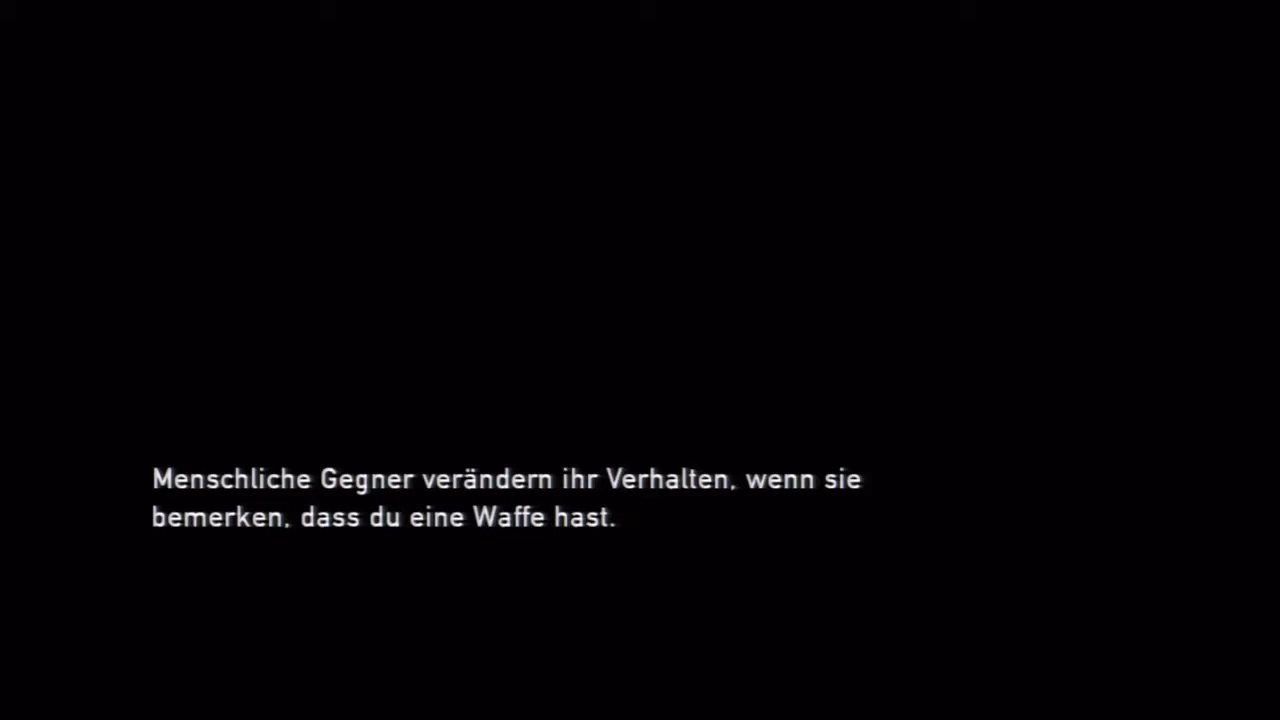 Menschliche Gegner verändern ihr Verhalten, wenn sie
bemerken, dass du eine Waffe hast.